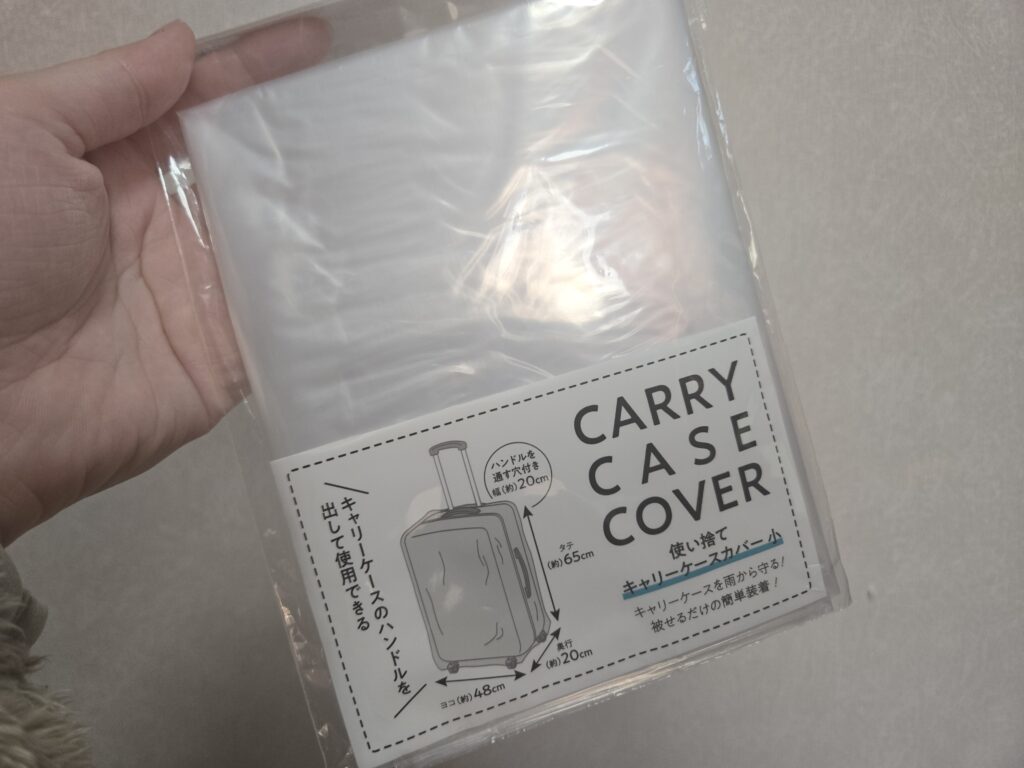 CARRY
CASE
COVER
使い捨て
キャリーケースカバー 小
キャリーケースを雨から守る!
被せるだけの簡単装着!
ハンドルを
通す穴付き
幅(約)20cm
キャリーケースのハンドルを
出して使用できる
タテ
(約)65cm
奥行
(約)20cm
ヨコ(約)48cm